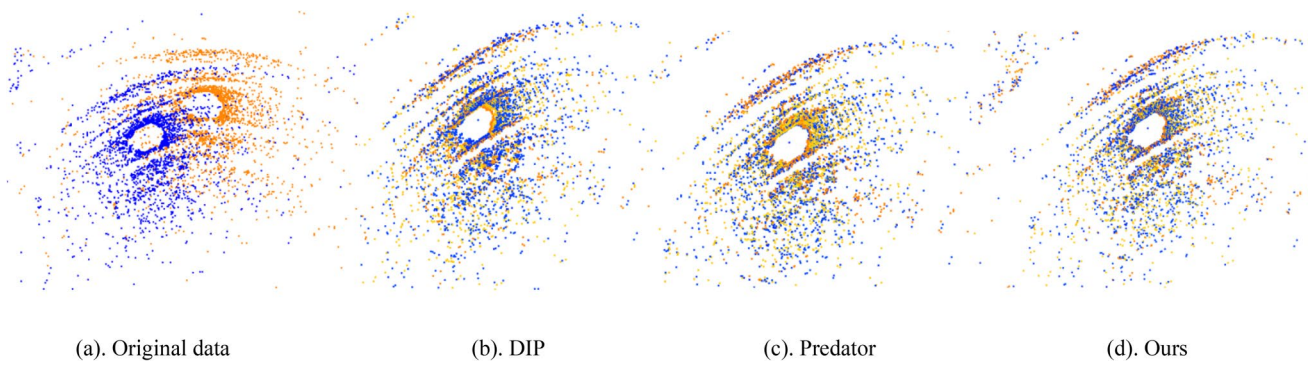 (a). Original data
(b). DIP
(c). Predator
(d). Ours